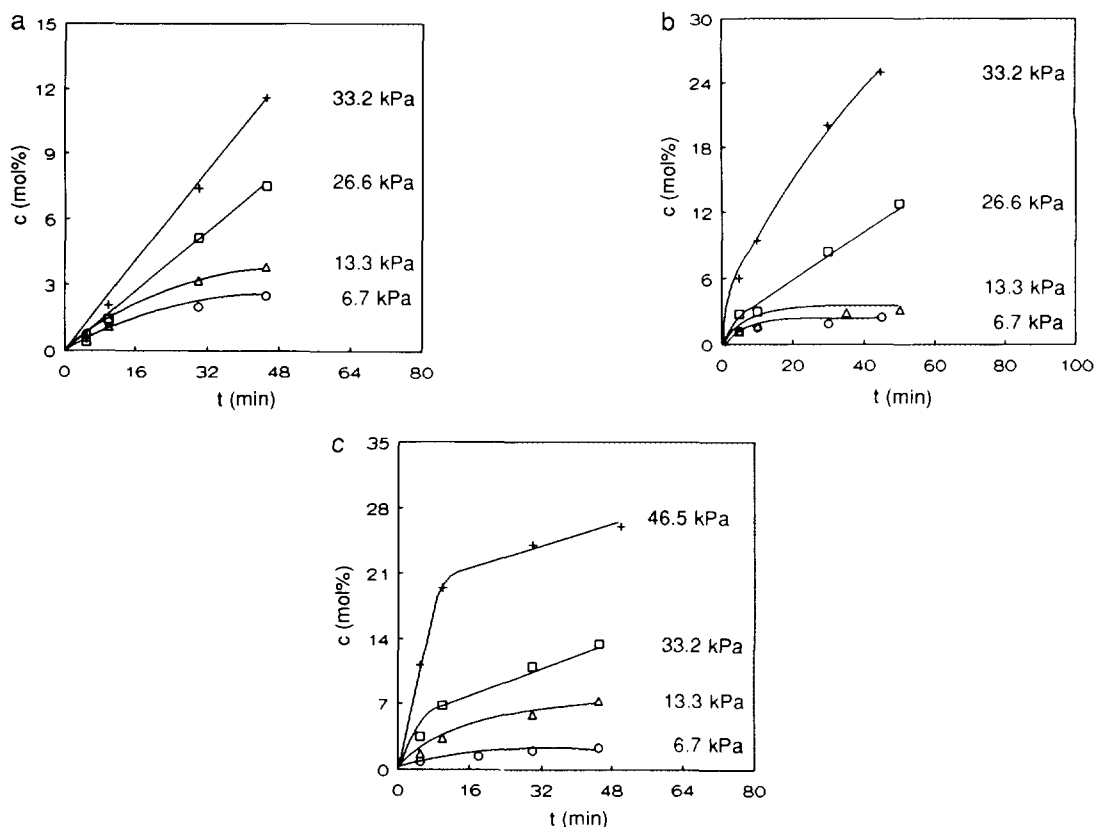 a
15
12
9
6
3
0
c (mol%)
33.2 kPa
26.6 kPa
13.3 kPa
6.7 kPa
0 16 32 48 64 80
t (min)
b
30
24
18
12
6
0
c (mol%)
33.2 kPa
26.6 kPa
13.3 kPa
6.7 kPa
0 20 40 60 80 100
t (min)
c
35
28
21
14
7
0
c (mol%)
46.5 kPa
33.2 kPa
13.3 kPa
6.7 kPa
0 16 32 48 64 80
t (min)